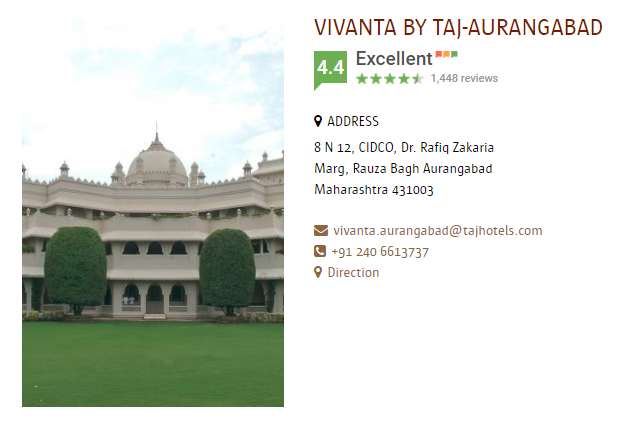 VIVANTA BY TAJ-AURANGABAD
4.4
Excellent
1,448 reviews
ADDRESS
8 N 12, CIDCO, Dr. Rafiq Zakaria
Marg, Rauza Bagh Aurangabad
Maharashtra 431003
vivanta.aurangabad@tajhotels.com
+91 240 6613737
Direction